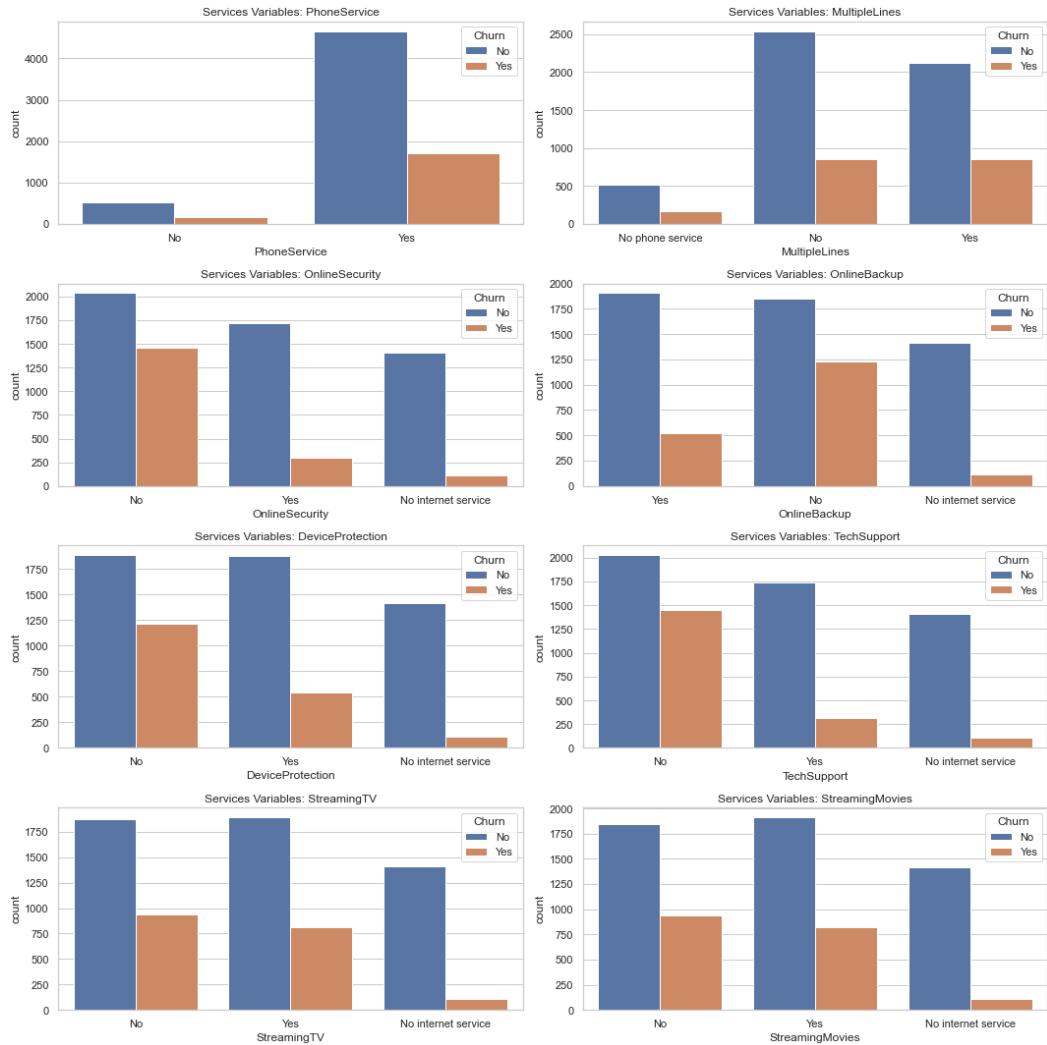 Services Variables: PhoneService
4000
3000
2000
1000
0
count
Churn
No
Yes
No
Yes
PhoneService
Services Variables: MultipleLines
2500
2000
1500
1000
500
0
count
Churn
No
Yes
No phone service
No
Yes
MultipleLines
Services Variables: OnlineSecurity
2000
1750
1500
1250
1000
750
500
250
0
count
Churn
No
Yes
No
Yes
No internet service
OnlineSecurity
Services Variables: OnlineBackup
2000
1750
1500
1250
1000
750
500
250
0
count
Churn
No
Yes
Yes
No
No internet service
OnlineBackup
Services Variables: DeviceProtection
1750
1500
1250
1000
750
500
250
0
count
Churn
No
Yes
No
Yes
No internet service
DeviceProtection
Services Variables: TechSupport
2000
1750
1500
1250
1000
750
500
250
0
count
Churn
No
Yes
No
Yes
No internet service
TechSupport
Services Variables: StreamingTV
1750
1500
1250
1000
750
500
250
0
count
Churn
No
Yes
No
Yes
No internet service
StreamingTV
Services Variables: StreamingMovies
2000
1750
1500
1250
1000
750
500
250
0
count
Churn
No
Yes
No
Yes
No internet service
StreamingMovies